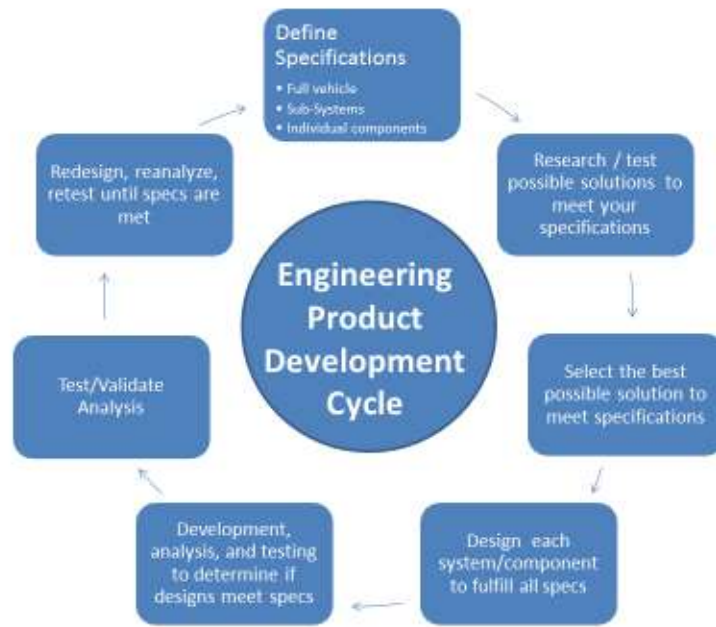 Define
Specifications
• Full vehicle
• Sub-Systems
• Individual components
Research / test
possible solutions to
meet your
specifications
Select the best
possible solution to
meet specifications
Design each
system/component
to fulfill all specs
Development,
analysis, and testing
to determine if
designs meet specs
Test/Validate
Analysis
Redesign, reanalyze,
retest until specs are
met
Engineering
Product
Development
Cycle